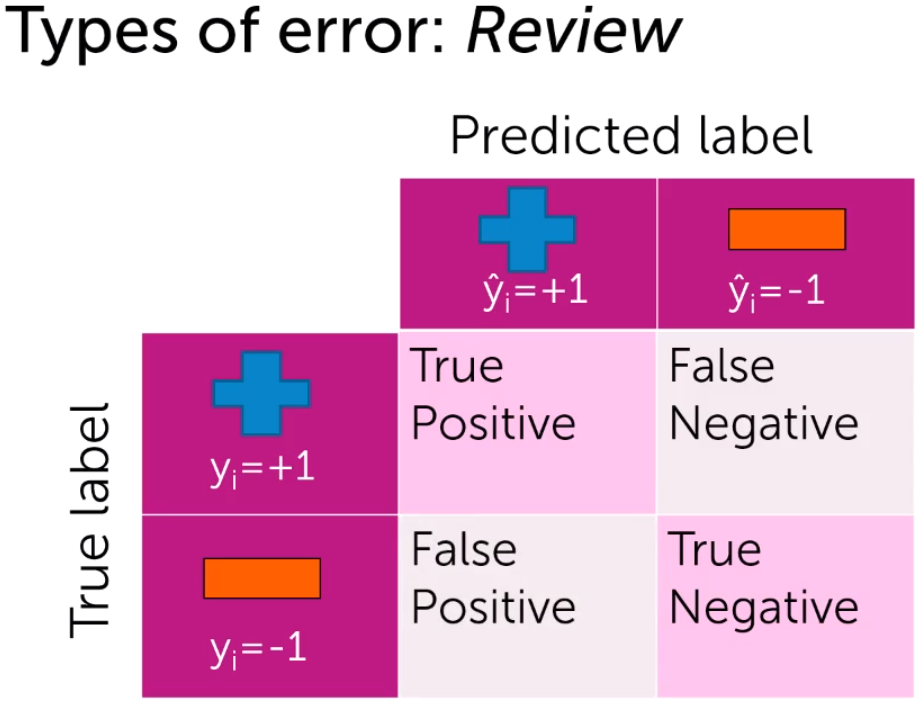 Types of error: Review
Predicted label
ŷᵢ=+1
ŷᵢ=-1
True label
yᵢ=+1
True
Positive
False
Negative
yᵢ=-1
False
Positive
True
Negative